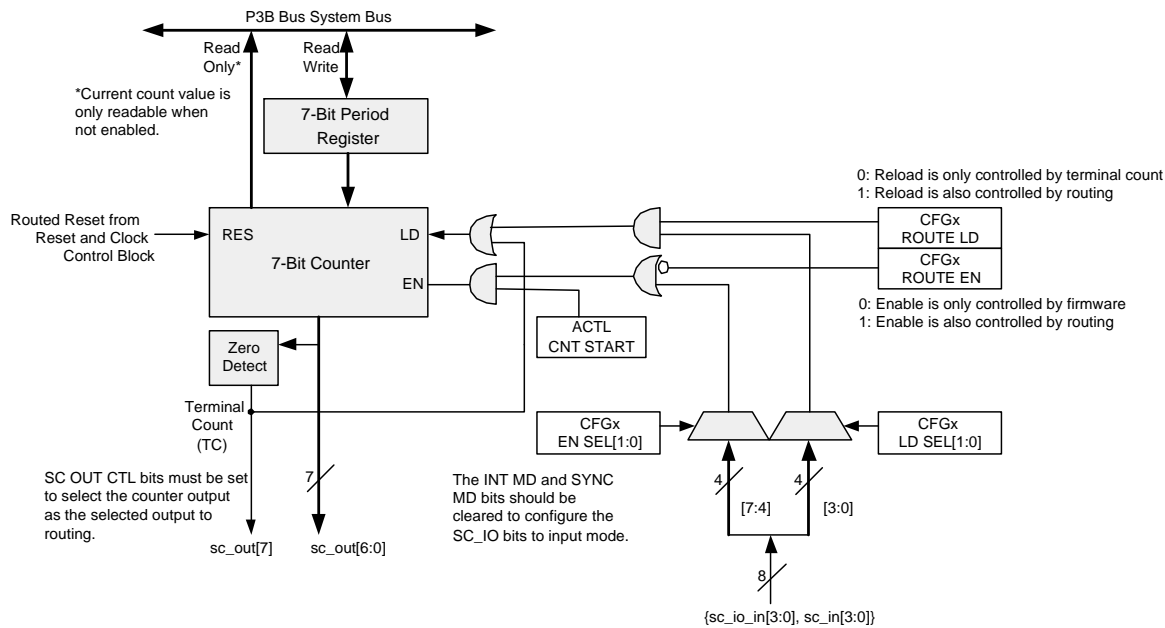 P3B Bus System Bus
Read
Only*
Read
Write
*Current count value is
only readable when
not enabled.
7-Bit Period
Register
0: Reload is only controlled by terminal count
1: Reload is also controlled by routing
Routed Reset from
Reset and Clock
Control Block
RES
LD
7-Bit Counter
EN
CFGx
ROUTE LD
CFGx
ROUTE EN
0: Enable is only controlled by firmware
1: Enable is also controlled by routing
ACTL
CNT START
Zero
Detect
Terminal
Count
(TC)
CFGx
EN SEL[1:0]
CFGx
LD SEL[1:0]
SC OUT CTL bits must be set
to select the counter output
as the selected output to
routing.
7
The INT MD and SYNC
MD bits should be
cleared to configure the
SC_IO bits to input mode.
4
4
[7:4]
[3:0]
sc_out[7]
sc_out[6:0]
8
{sc_io_in[3:0], sc_in[3:0]}